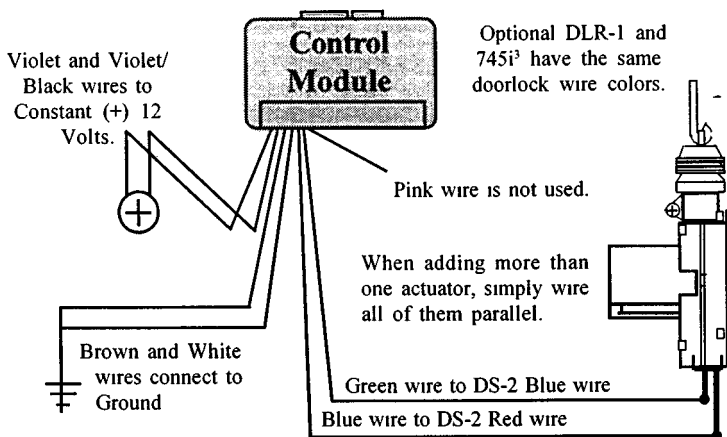 Control
Module
Violet and Violet/
Black wires to
Constant (+) 12
Volts.
Optional DLR-1 and
745i³ have the same
doorlock wire colors.
Pink wire is not used.
When adding more than
one actuator, simply wire
all of them parallel.
Brown and White
wires connect to
Ground
Green wire to DS-2 Blue wire
Blue wire to DS-2 Red wire